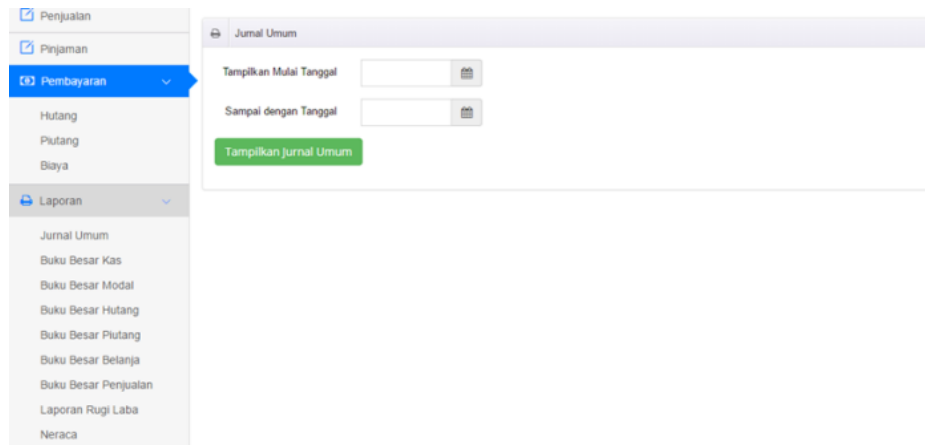 Penjualan
Pinjaman
Pembayaran
Hutang
Piutang
Biaya
Laporan
Jurnal Umum
Buku Besar Kas
Buku Besar Modal
Buku Besar Hutang
Buku Besar Piutang
Buku Besar Belanja
Buku Besar Penjualan
Laporan Rugi Laba
Neraca
Jurnal Umum
Tampilkan Mulai Tanggal
Sampai dengan Tanggal
Tampilkan Jurnal Umum